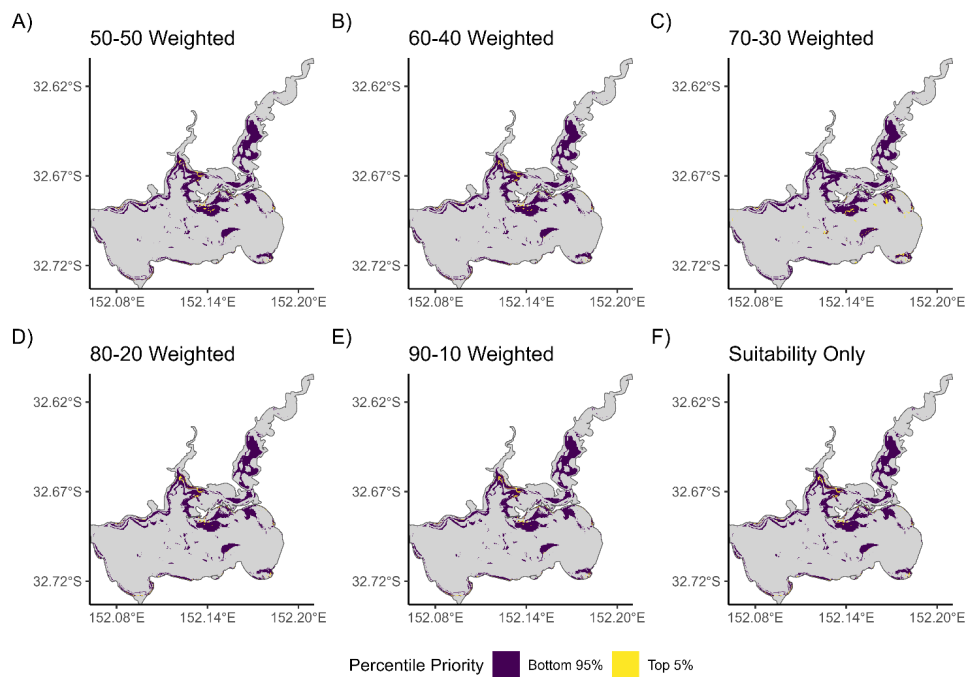 A)
50-50 Weighted
32.62°S
32.67°S
32.72°S
152.08°E 152.14°E 152.20°E
B)
60-40 Weighted
32.62°S
32.67°S
32.72°S
152.08°E 152.14°E 152.20°E
C)
70-30 Weighted
32.62°S
32.67°S
32.72°S
152.08°E 152.14°E 152.20°E
D)
80-20 Weighted
32.62°S
32.67°S
32.72°S
152.08°E 152.14°E 152.20°E
E)
90-10 Weighted
32.62°S
32.67°S
32.72°S
152.08°E 152.14°E 152.20°E
F)
Suitability Only
32.62°S
32.67°S
32.72°S
152.08°E 152.14°E 152.20°E
Percentile Priority Bottom 95% Top 5%